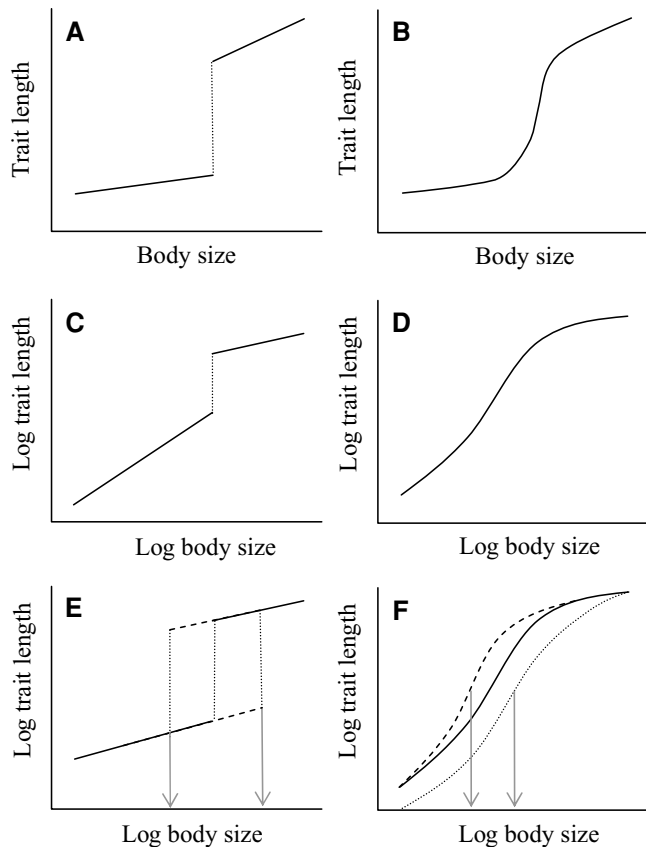 A
Trait length
Body size
B
Trait length
Body size
C
Log trait length
Log body size
D
Log trait length
Log body size
E
Log trait length
Log body size
F
Log trait length
Log body size